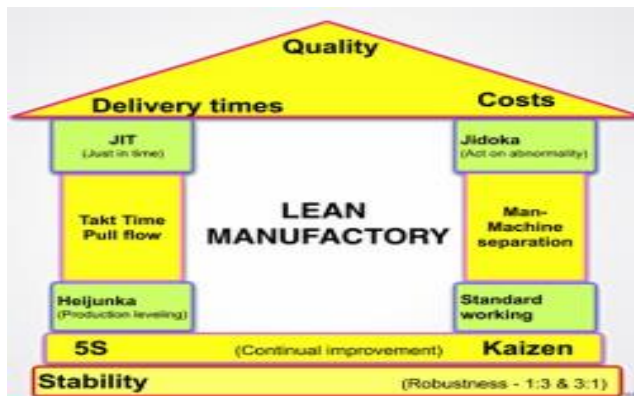 Quality
Delivery times Costs
JIT
(Just in time)
Jidoka
(Act on abnormality)
Takt Time
Pull flow
LEAN
MANUFACTORY
Man-
Machine
separation
Heijunka
(Production leveling)
Standard
working
5S (Continual improvement) Kaizen
Stability (Robustness - 1:3 & 3:1)